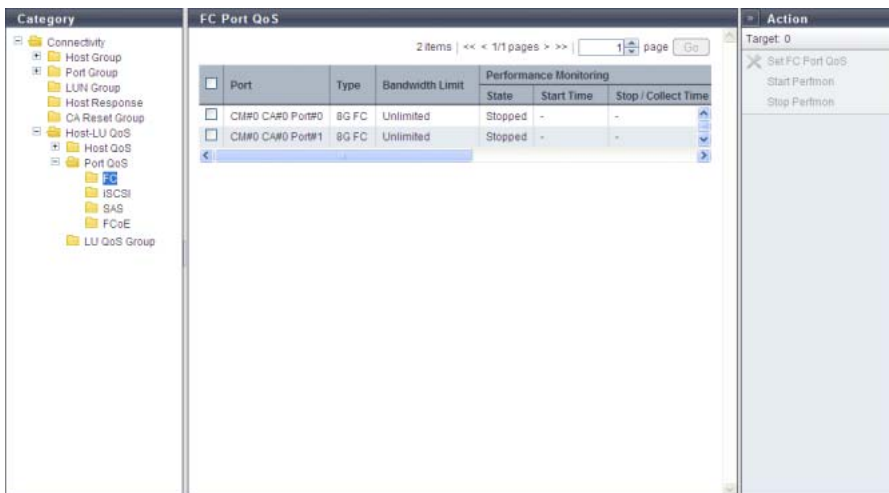 Category
Connectivity
Host Group
Port Group
LUN Group
Host Response
CA Reset Group
Host-LU QoS
Host QoS
Port QoS
FC
iSCSI
SAS
FCoE
LU QoS Group
FC Port QoS
2 items | << < 1/1 pages > >> | 1 page Go
Port Type Bandwidth Limit Performance Monitoring
State Start Time Stop / Collect Time
CM#0 CA#0 Port#0 8G FC Unlimited Stopped - -
CM#0 CA#0 Port#1 8G FC Unlimited Stopped - -
» Action
Target: 0
Set FC Port QoS
Start Perfmon
Stop Perfmon